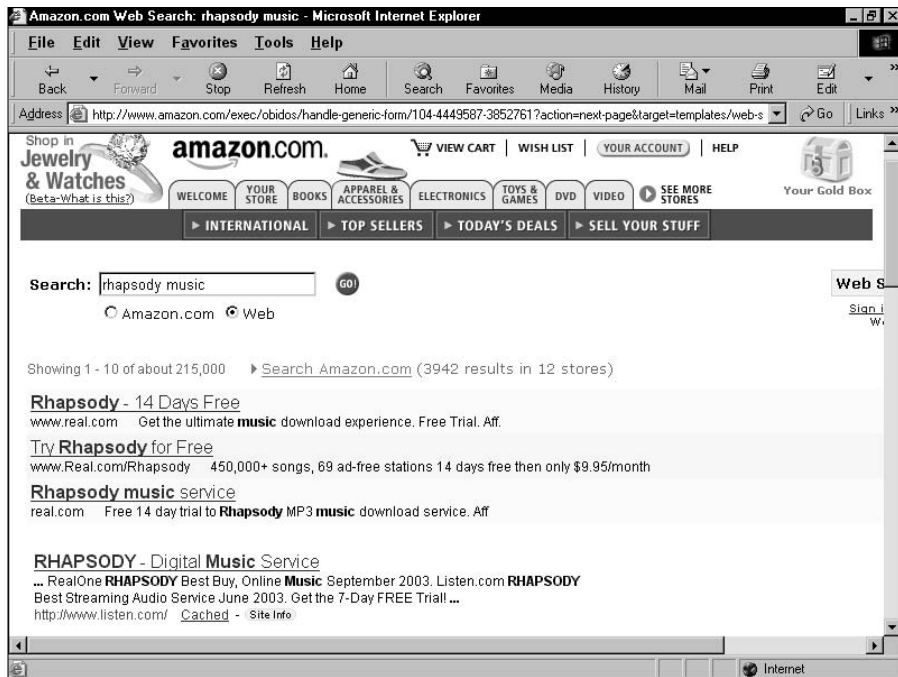 Amazon.com Web Search: rhapsody music - Microsoft Internet Explorer
File Edit View Favorites Tools Help
Back Forward Stop Refresh Home Search Favorites Media History Mail Print Edit »
Address http://www.amazon.com/exec/obidos/handle-generic-form/104-4449587-3852761?action=next-page&target=templates/web-s Go Links »
Shop in
Jewelry
& Watches
(Beta-What is this?)
amazon.com.
VIEW CART | WISH LIST | YOUR ACCOUNT | HELP
Your Gold Box
WELCOME YOUR STORE BOOKS APPAREL & ACCESSORIES ELECTRONICS TOYS & GAMES DVD VIDEO SEE MORE STORES
INTERNATIONAL TOP SELLERS TODAY'S DEALS SELL YOUR STUFF
Search: rhapsody music GO! Web S
Amazon.com Web Sign i
We
Showing 1 - 10 of about 215,000 Search Amazon.com (3942 results in 12 stores)
Rhapsody - 14 Days Free
www.real.com Get the ultimate music download experience. Free Trial. Aff.
Try Rhapsody for Free
www.Real.com/Rhapsody 450,000+ songs, 69 ad-free stations 14 days free then only $9.95/month
Rhapsody music service
real.com Free 14 day trial to Rhapsody MP3 music download service. Aff
RHAPSODY - Digital Music Service
... RealOne RHAPSODY Best Buy, Online Music September 2003. Listen.com RHAPSODY
Best Streaming Audio Service June 2003. Get the 7-Day FREE Trial! ...
http://www.listen.com/ Cached - Site Info
Internet